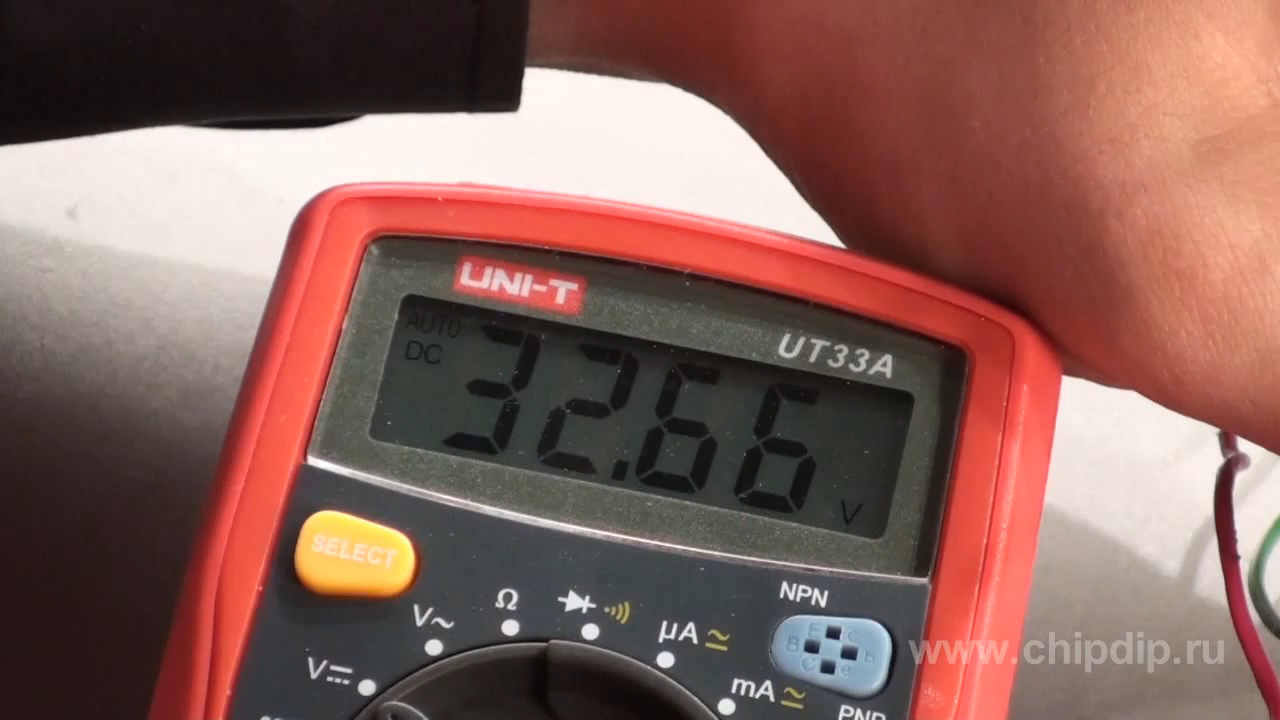 UNI-T
UT33A
AUTO
DC
32.66
V
SELECT
V~
Ω
μA
mA
V
NPN
E C
B b
C e
PNP
www.chipdip.ru